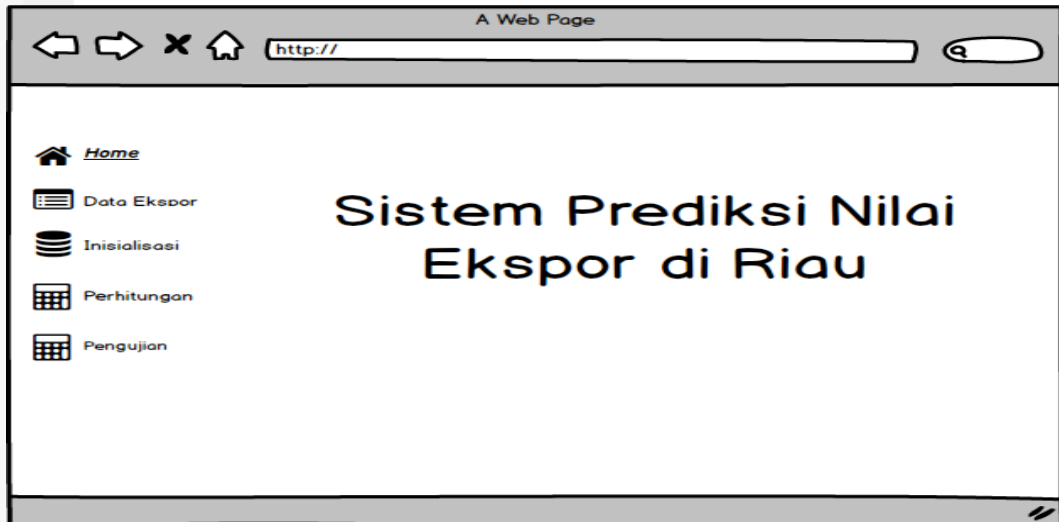 A Web Page
http://
Home
Data Ekspor
Inisialisasi
Perhitungan
Pengujian
Sistem Prediksi Nilai
Ekspor di Riau